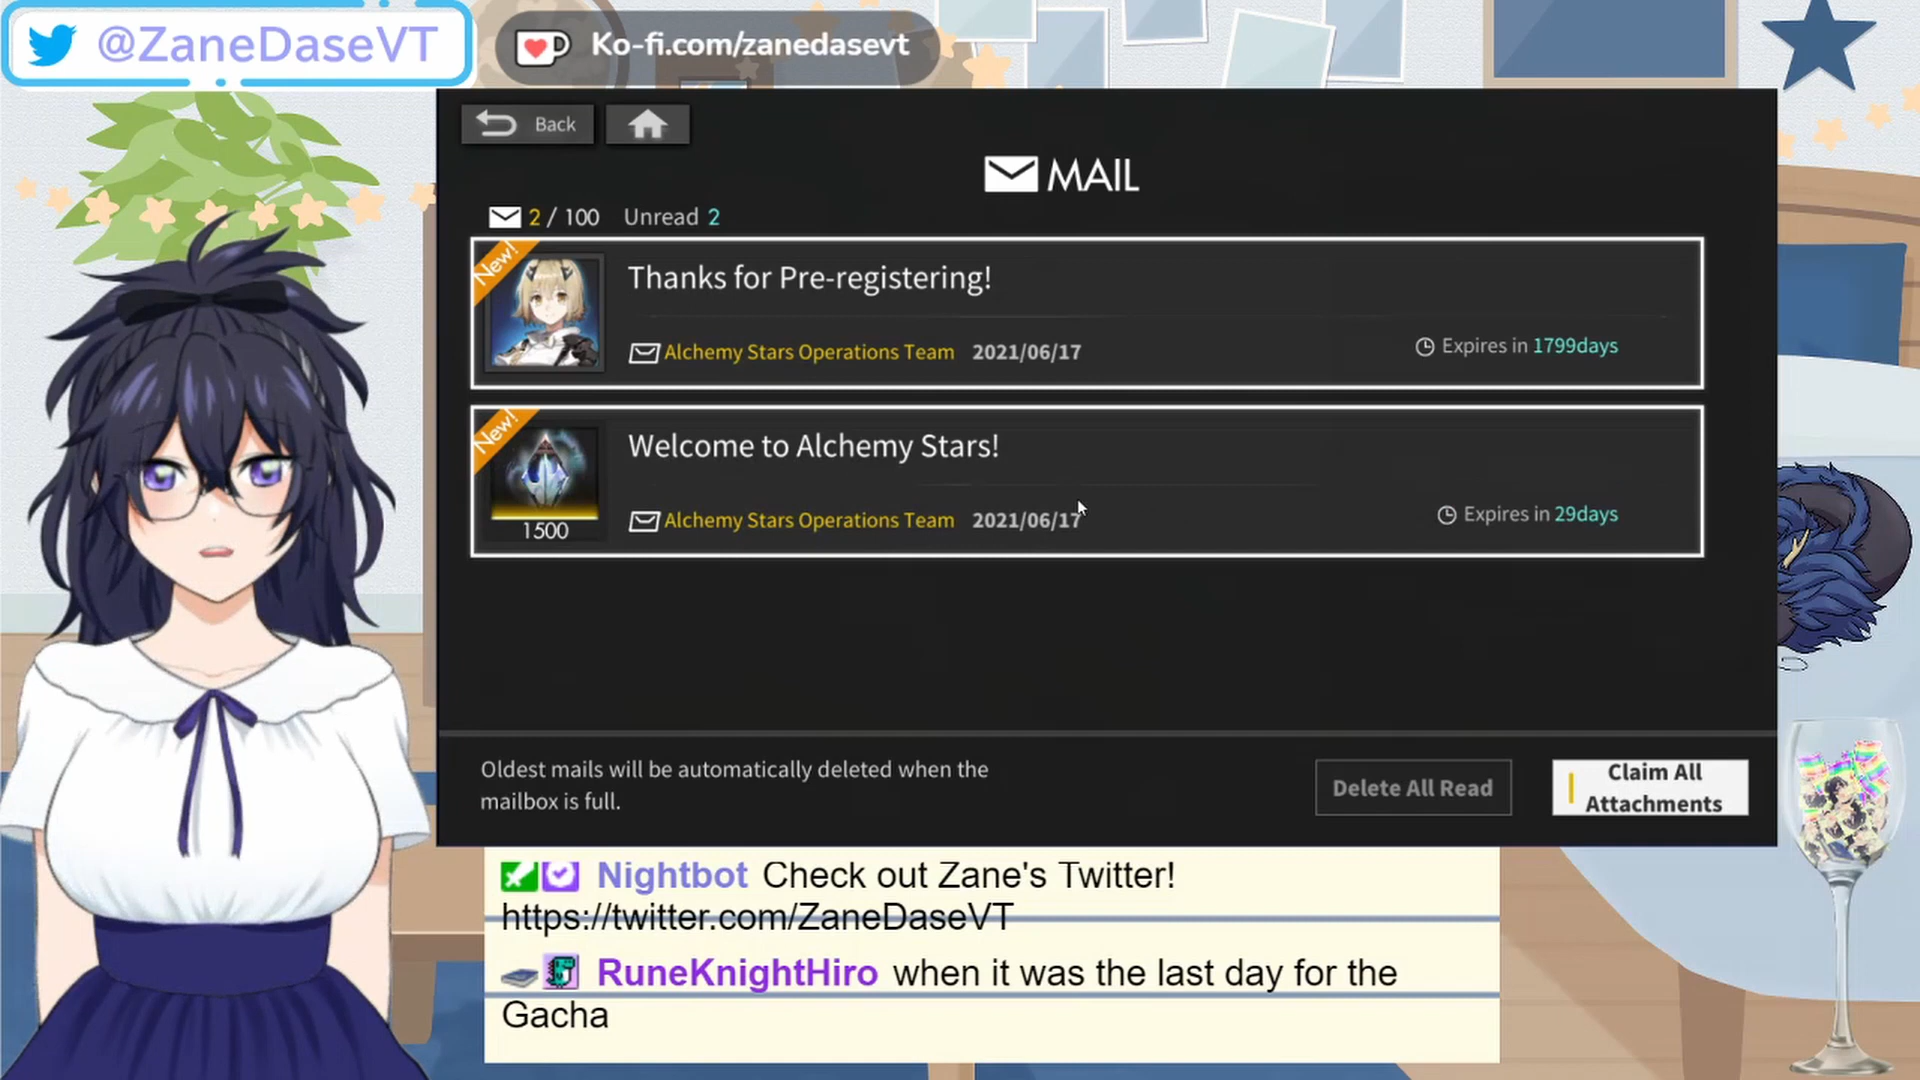 @ZaneDaseVT
Ko-fi.com/zanedasevt
Back
MAIL
2 / 100 Unread 2
New!
Thanks for Pre-registering!
Alchemy Stars Operations Team 2021/06/17
Expires in 1799days
New!
Welcome to Alchemy Stars!
1500
Alchemy Stars Operations Team 2021/06/17
Expires in 29days
Oldest mails will be automatically deleted when the
mailbox is full.
Delete All Read
Claim All
Attachments
Nightbot Check out Zane's Twitter!
https://twitter.com/ZaneDaseVT
RuneKnightHiro when it was the last day for the
Gacha